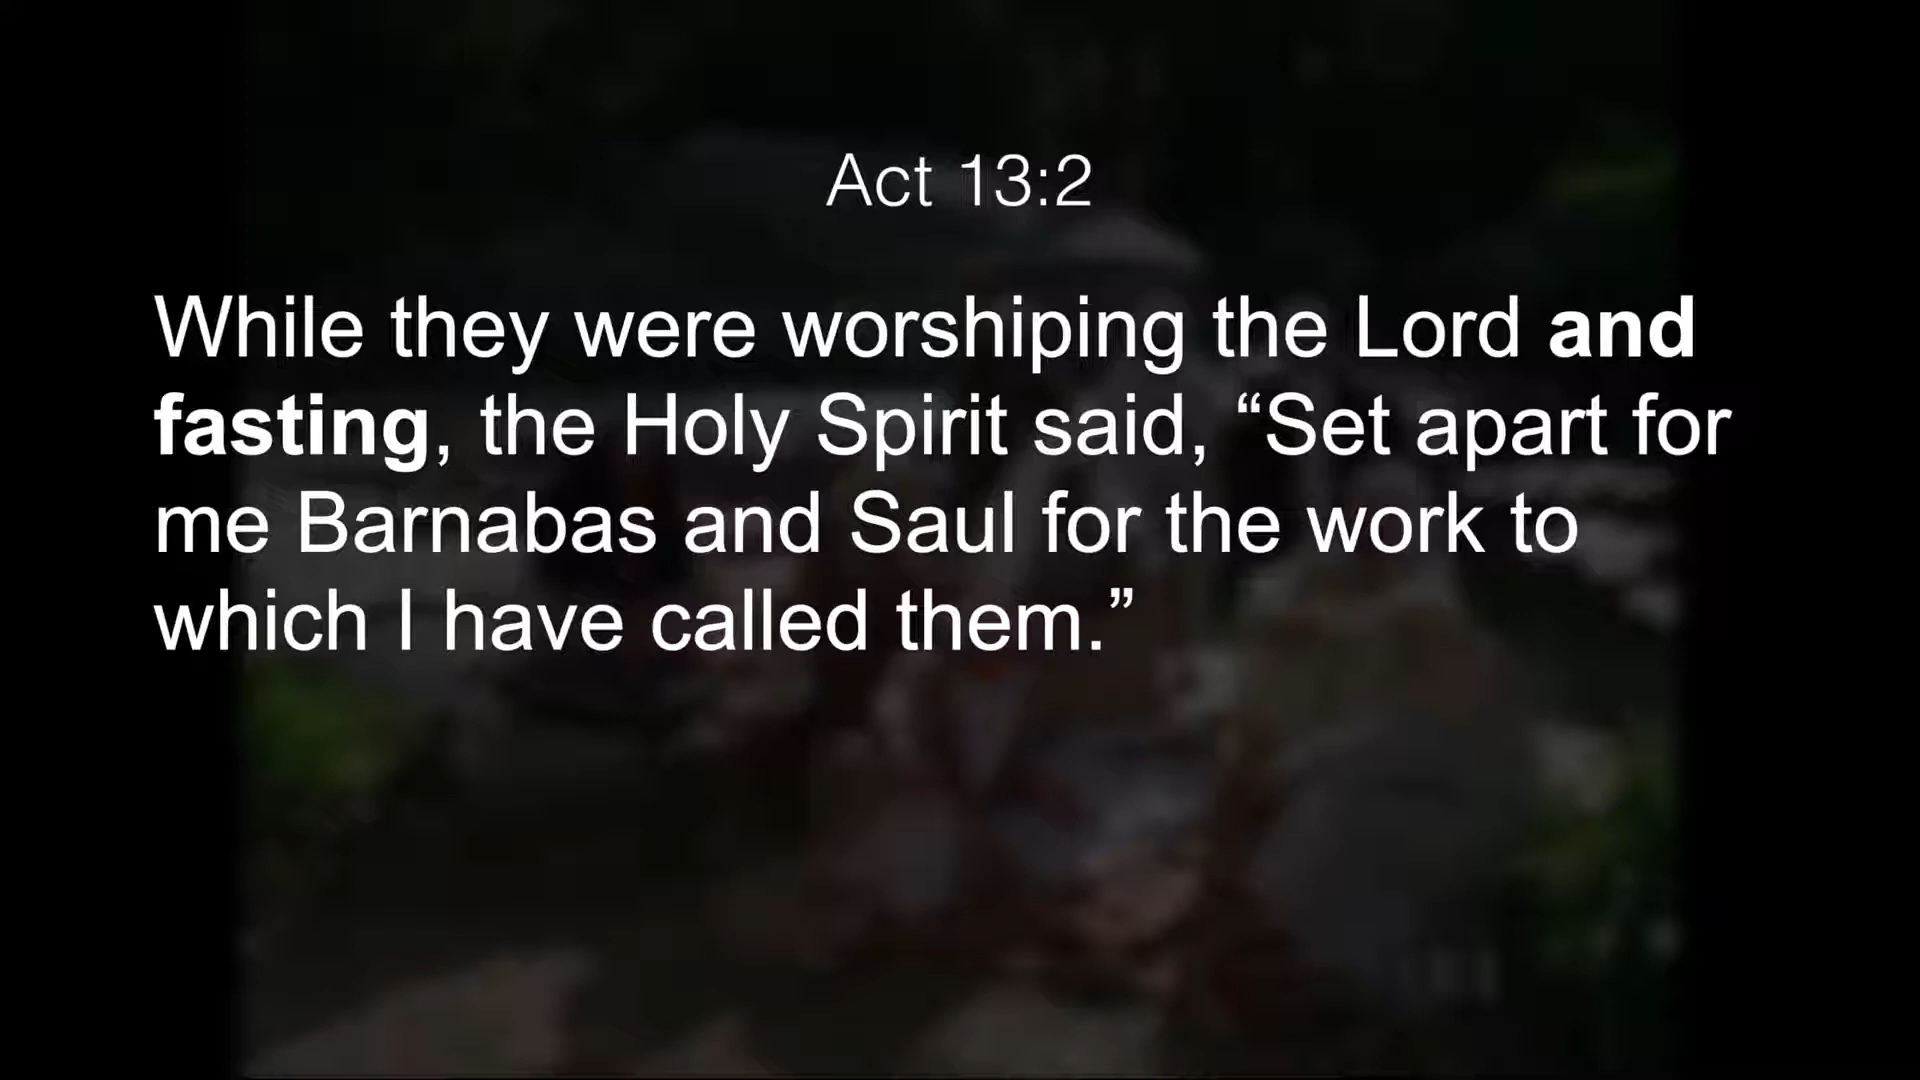 Act 13:2
While they were worshiping the Lord and
fasting, the Holy Spirit said, “Set apart for
me Barnabas and Saul for the work to
which I have called them.”